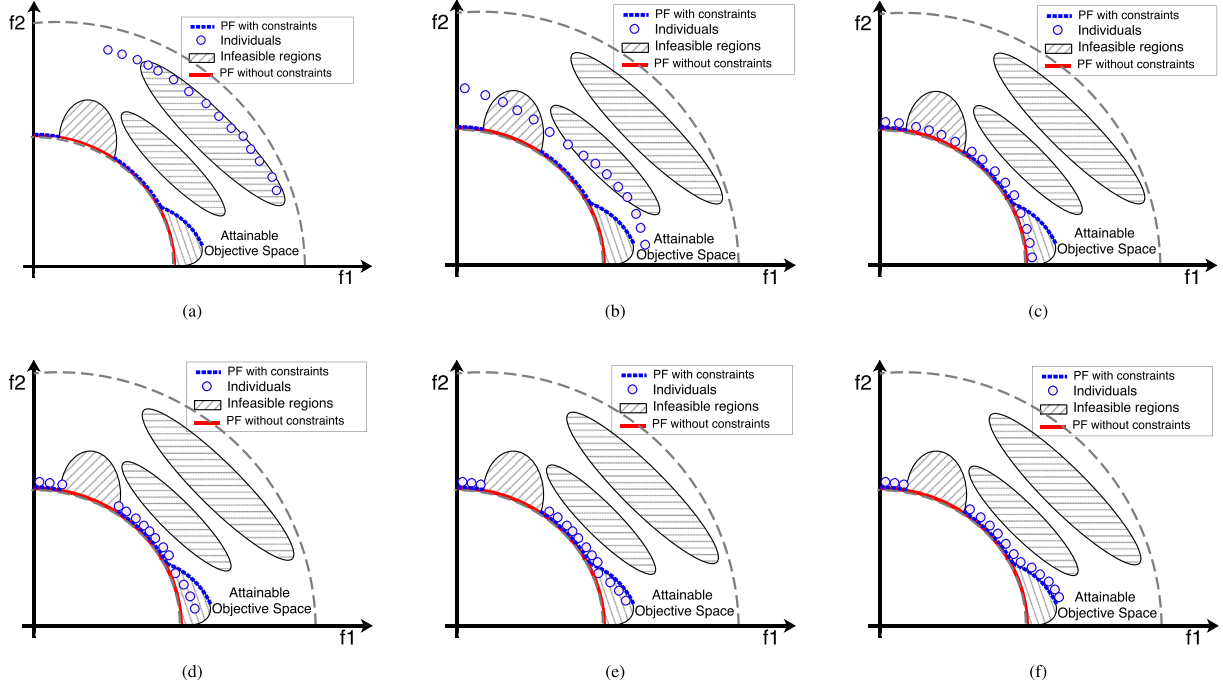 f2
PF with constraints
Individuals
Infeasible regions
PF without constraints
Attainable
Objective Space
f1
(a)
f2
PF with constraints
Individuals
Infeasible regions
PF without constraints
Attainable
Objective Space
f1
(b)
f2
PF with constraints
Individuals
Infeasible regions
PF without constraints
Attainable
Objective Space
f1
(c)
f2
PF with constraints
Individuals
Infeasible regions
PF without constraints
Attainable
Objective Space
f1
(d)
f2
PF with constraints
Individuals
Infeasible regions
PF without constraints
Attainable
Objective Space
f1
(e)
f2
PF with constraints
Individuals
Infeasible regions
PF without constraints
Attainable
Objective Space
f1
(f)